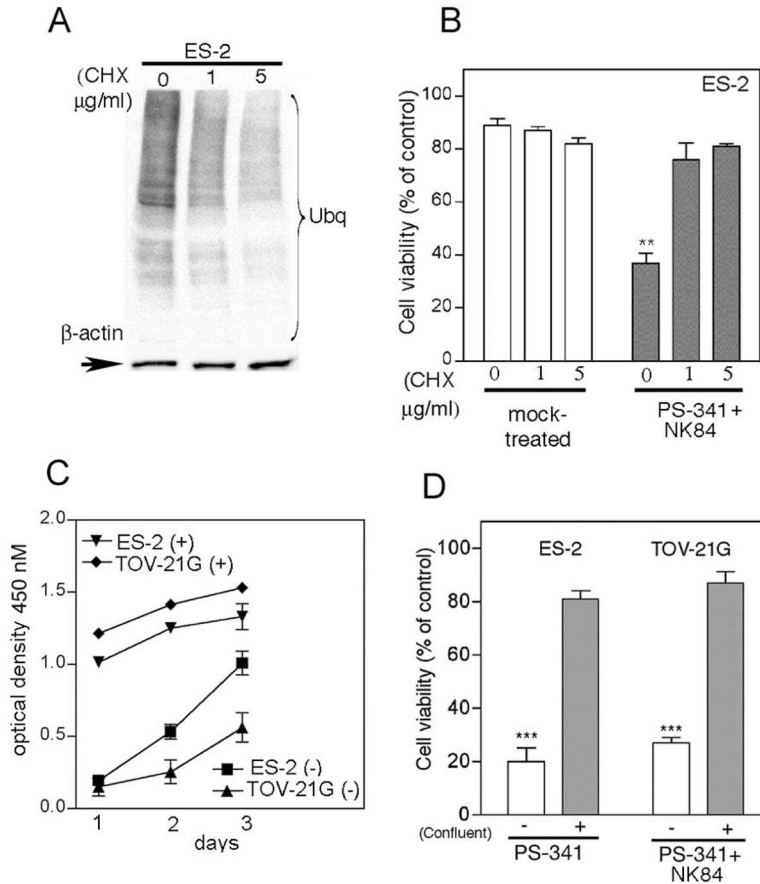 A
ES-2
(CHX 0 1 5
μg/ml)
Ubq
β-actin
B
ES-2
Cell viability (% of control)
100
80
60
40
20
0
**
(CHX 0 1 5 0 1 5
μg/ml)
mock-
treated
PS-341+
NK84
C
optical density 450 nM
2.0
1.5
1.0
0.5
0.0
ES-2 (+)
TOV-21G (+)
ES-2 (-)
TOV-21G (-)
1 2 3
days
D
ES-2 TOV-21G
Cell viability (% of control)
100
80
60
40
20
0
*** ***
(Confluent) - + - +
PS-341
PS-341+
NK84